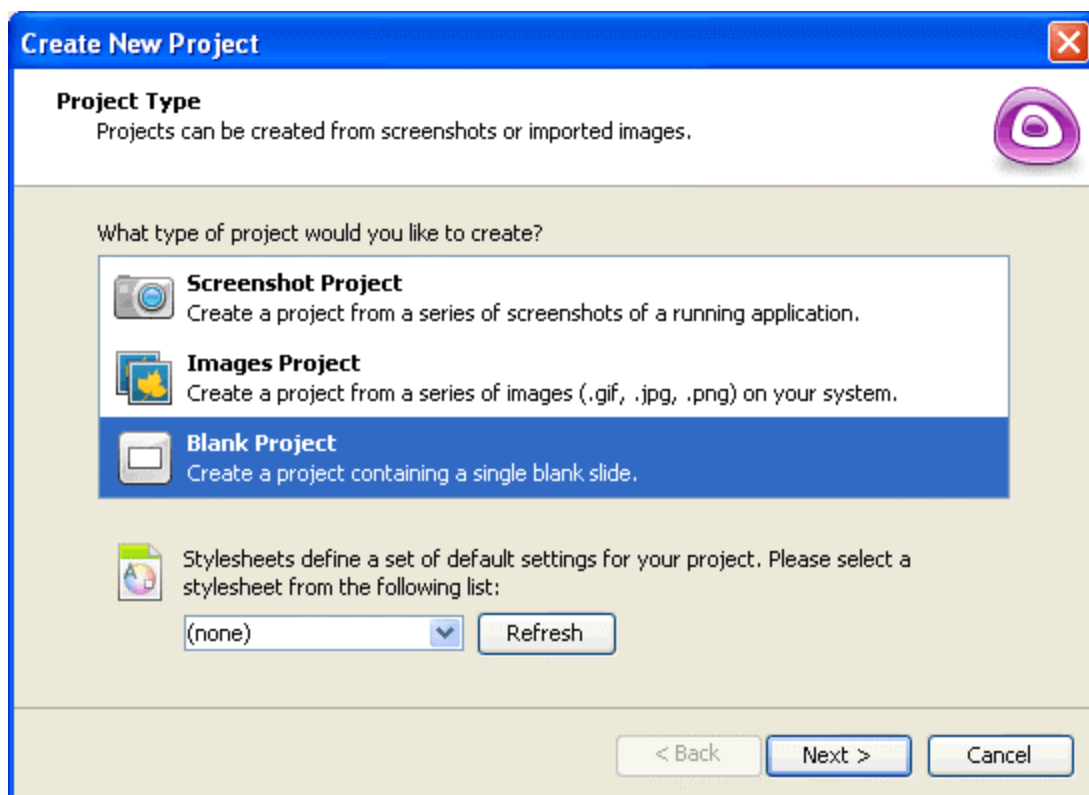 Create New Project
Project Type
Projects can be created from screenshots or imported images.
What type of project would you like to create?
Screenshot Project
Create a project from a series of screenshots of a running application.
Images Project
Create a project from a series of images (.gif, .jpg, .png) on your system.
Blank Project
Create a project containing a single blank slide.
Stylesheets define a set of default settings for your project. Please select a
stylesheet from the following list:
(none)
Refresh
< Back
Next >
Cancel